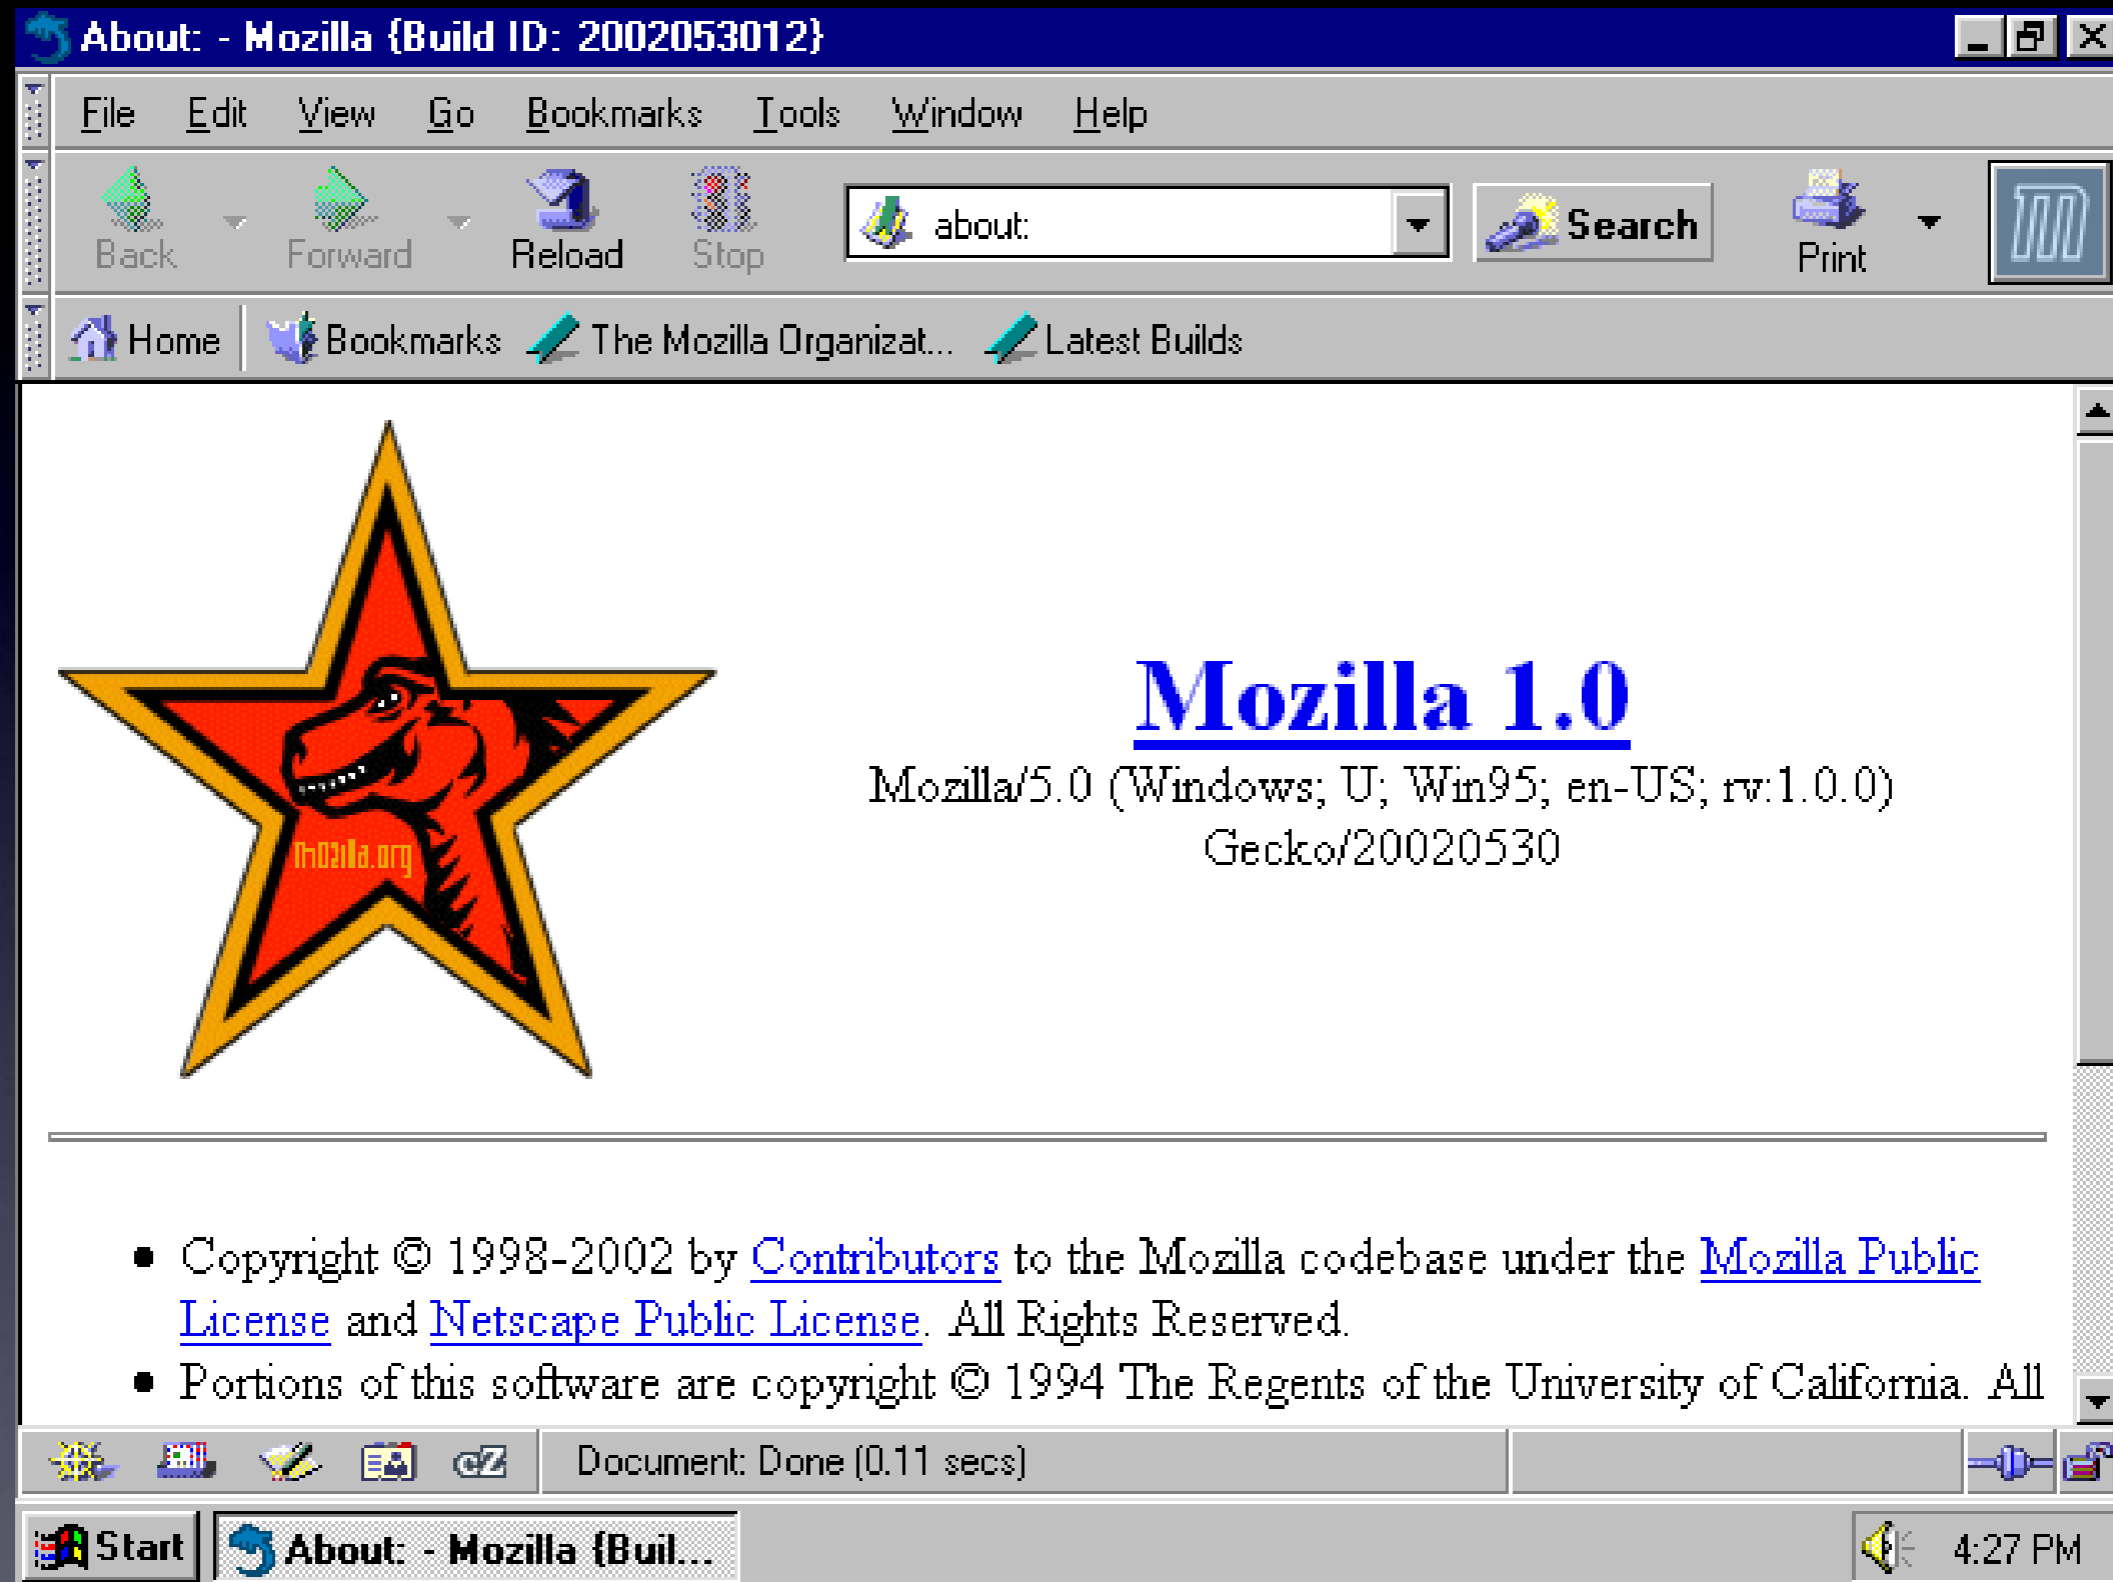 About: - Mozilla {Build ID: 2002053012}
File Edit View Go Bookmarks Tools Window Help
Back Forward Reload Stop about: Search Print
Home Bookmarks The Mozilla Organizat... Latest Builds
mozilla.org
Mozilla 1.0
Mozilla/5.0 (Windows; U; Win95; en-US; rv:1.0.0)
Gecko/20020530
• Copyright © 1998-2002 by Contributors to the Mozilla codebase under the Mozilla Public
License and Netscape Public License. All Rights Reserved.
• Portions of this software are copyright © 1994 The Regents of the University of California. All
cZ Document: Done (0.11 secs)
Start About: - Mozilla {Buil... 4:27 PM